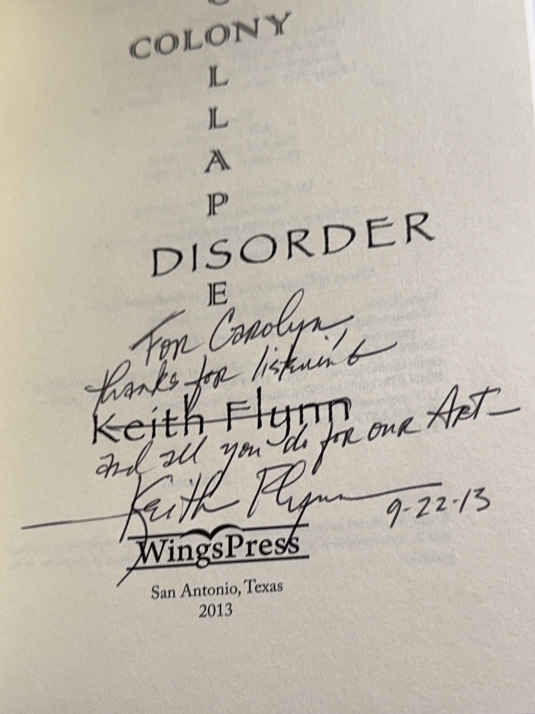 C
COLONY
L
L
A
P
DISORDER
E
For Carolyn,
thanks for listening
Keith Flynn
and all you do for our Art—
Keith Flynn
9-22-13
WingsPress
San Antonio, Texas
2013